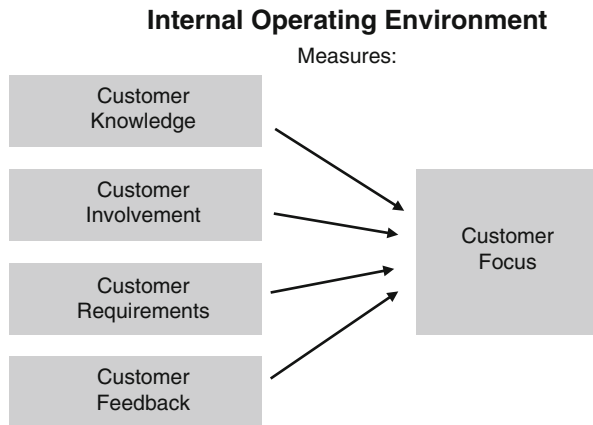 Internal Operating Environment
Measures:
Customer
Knowledge
Customer
Involvement
Customer
Requirements
Customer
Feedback
Customer
Focus